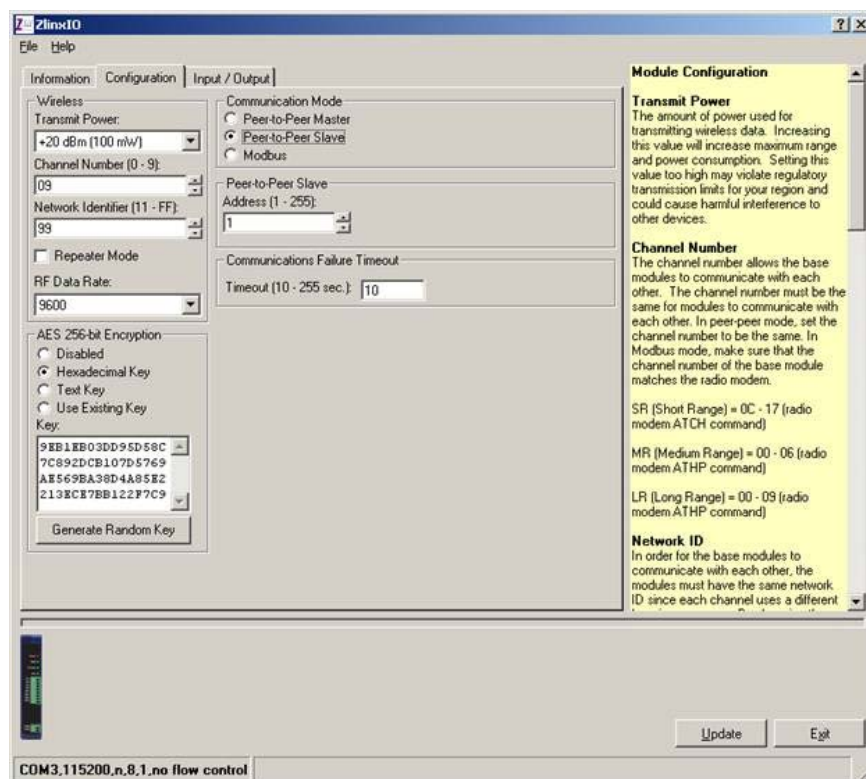 ZlinxIO
File Help
Information Configuration Input / Output
Wireless
Transmit Power:
+20 dBm (100 mW)
Channel Number (0 - 9):
09
Network Identifier (11 - FF):
99
Repeater Mode
RF Data Rate:
9600
AES 256-bit Encryption
Disabled
Hexadecimal Key
Text Key
Use Existing Key
Key:
9EB1EB03DD95D58C
7C892DCB107D5769
AE569BA38D4A85E2
213ECE7BB122F7C9
Generate Random Key
Communication Mode
Peer-to-Peer Master
Peer-to-Peer Slave
Modbus
Peer-to-Peer Slave
Address (1 - 255):
1
Communications Failure Timeout
Timeout (10 - 255 sec.): 10
Module Configuration
Transmit Power
The amount of power used for
transmitting wireless data. Increasing
this value will increase maximum range
and power consumption. Setting this
value too high may violate regulatory
transmission limits for your region and
could cause harmful interference to
other devices.
Channel Number
The channel number allows the base
modules to communicate with each
other. The channel number must be the
same for modules to communicate with
each other. In peer-peer mode, set the
channel number to be the same. In
Modbus mode, make sure that the
channel number of the base module
matches the radio modem.
SR (Short Range) = 0C - 17 (radio
modem ATCH command)
MR (Medium Range) = 00 - 06 (radio
modem ATHP command)
LR (Long Range) = 00 - 09 (radio
modem ATHP command)
Network ID
In order for the base modules to
communicate with each other, the
modules must have the same network
ID since each channel uses a different
Update Exit
COM3,115200,n,8,1,no flow control